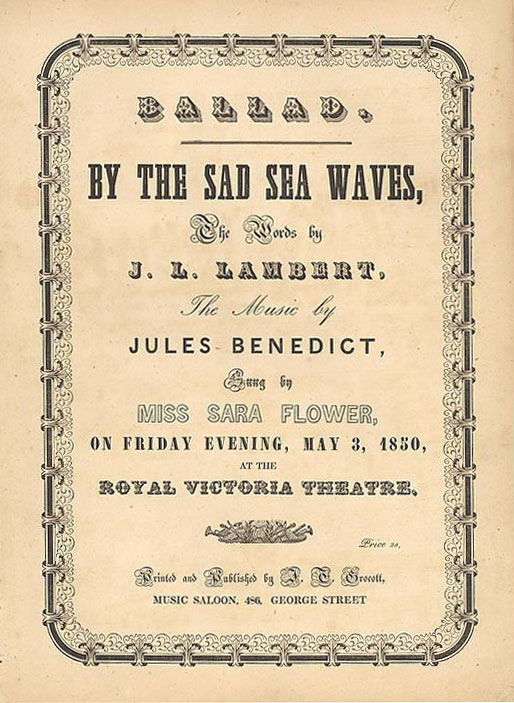 BALLAD.
BY THE SAD SEA WAVES,
The Words by
J. L. LAMBERT,
The Music by
JULES BENEDICT,
Sung by
MISS SARA FLOWER,
ON FRIDAY EVENING, MAY 3, 1850,
AT THE
ROYAL VICTORIA THEATRE.
Price 2s,
Printed and Published by J. T. Grocott,
MUSIC SALOON, 486, GEORGE STREET